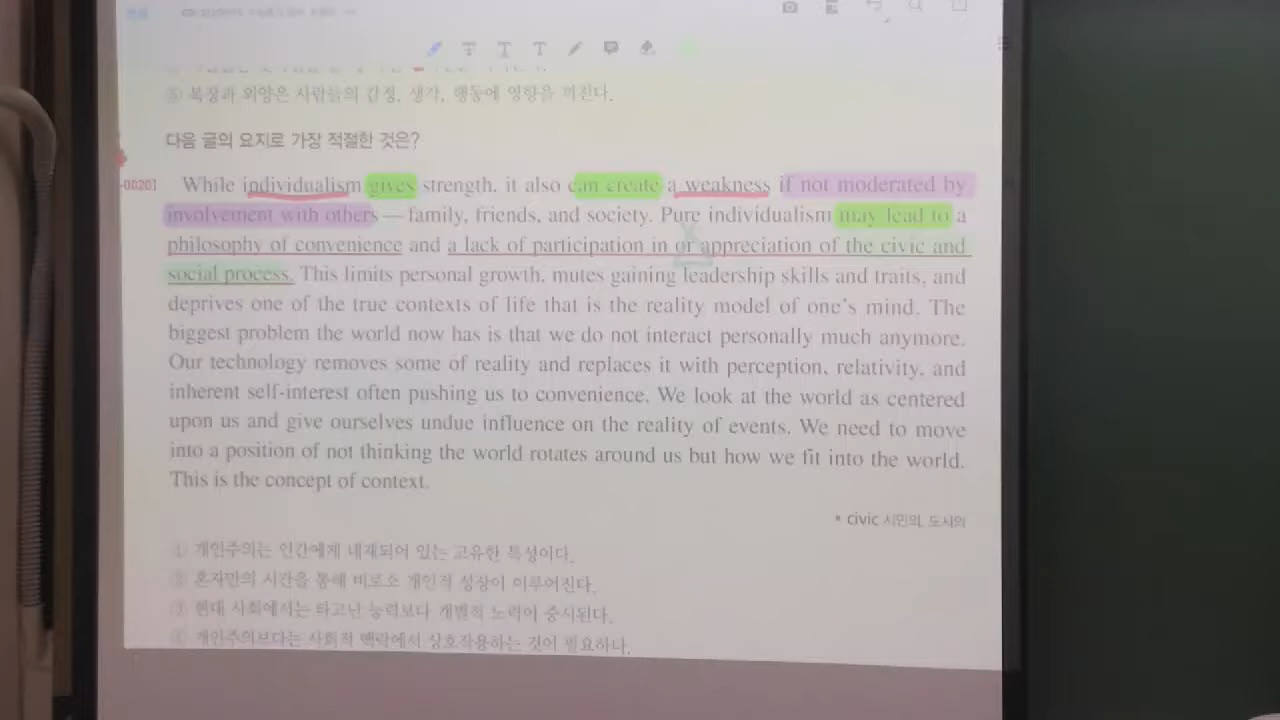 ⑤ 복장과 외양은 사람들의 감정, 생각, 행동에 영향을 끼친다.
다음 글의 요지로 가장 적절한 것은?
-0020]
While individualism gives strength, it also can create a weakness if not moderated by
involvement with others — family, friends, and society. Pure individualism may lead to a
philosophy of convenience and a lack of participation in or appreciation of the civic and
social process. This limits personal growth, mutes gaining leadership skills and traits, and
deprives one of the true contexts of life that is the reality model of one's mind. The
biggest problem the world now has is that we do not interact personally much anymore.
Our technology removes some of reality and replaces it with perception, relativity, and
inherent self-interest often pushing us to convenience. We look at the world as centered
upon us and give ourselves undue influence on the reality of events. We need to move
into a position of not thinking the world rotates around us but how we fit into the world.
This is the concept of context.
* civic 시민의, 도시의
① 개인주의는 인간에게 내재되어 있는 고유한 특성이다.
② 혼자만의 시간을 통해 비로소 개인적 성장이 이루어진다.
③ 현대 사회에서는 타고난 능력보다 개별적 노력이 중시된다.
④ 개인주의보다는 사회적 맥락에서 상호작용하는 것이 필요하다.